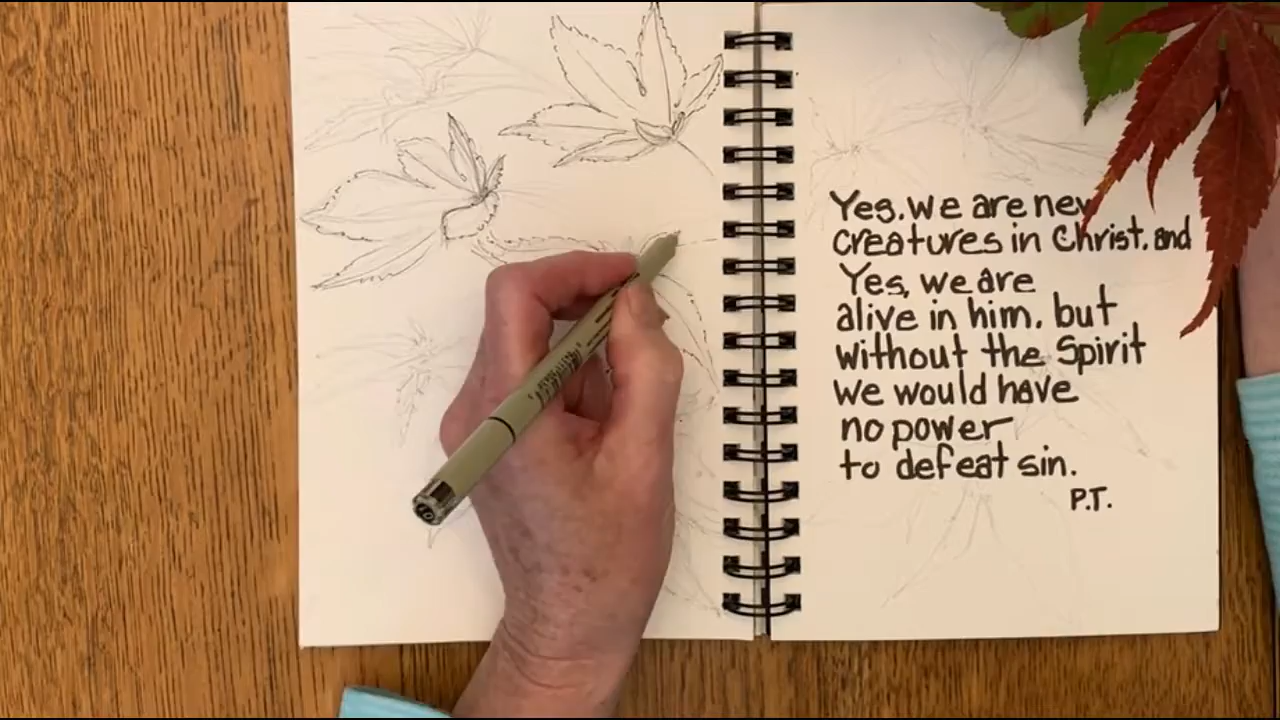 Yes, we are new
creatures in Christ, and
Yes, we are
alive in him, but
without the Spirit
we would have
no power
to defeat sin.
P.T.